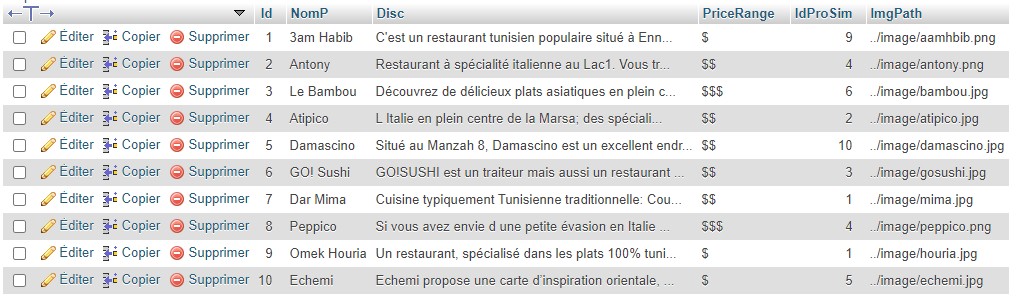 Id NomP Disc PriceRange IdProSim ImgPath
Éditer Copier Supprimer 1 3am Habib C'est un restaurant tunisien populaire situé à Enn... $ 9 ../image/aamhbib.png
Éditer Copier Supprimer 2 Antony Restaurant à spécialité italienne au Lac1. Vous tr... $$ 4 ../image/antony.png
Éditer Copier Supprimer 3 Le Bambou Découvrez de délicieux plats asiatiques en plein c... $$$ 6 ../image/bambou.jpg
Éditer Copier Supprimer 4 Atipico L Italie en plein centre de la Marsa; des spéciali... $$ 2 ../image/atipico.jpg
Éditer Copier Supprimer 5 Damascino Situé au Manzah 8, Damascino est un excellent endr... $$ 10 ../image/damascino.jpg
Éditer Copier Supprimer 6 GO! Sushi GO!SUSHI est un traiteur mais aussi un restaurant ... $$ 3 ../image/gosushi.jpg
Éditer Copier Supprimer 7 Dar Mima Cuisine typiquement Tunisienne traditionnelle: Cou... $$ 1 ../image/mima.jpg
Éditer Copier Supprimer 8 Peppico Si vous avez envie d une petite évasion en Italie ... $$$ 4 ../image/peppico.png
Éditer Copier Supprimer 9 Omek Houria Un restaurant, spécialisé dans les plats 100% tuni... $ 1 ../image/houria.jpg
Éditer Copier Supprimer 10 Echemi Echemi propose une carte d'inspiration orientale, ... $ 5 ../image/echemi.jpg